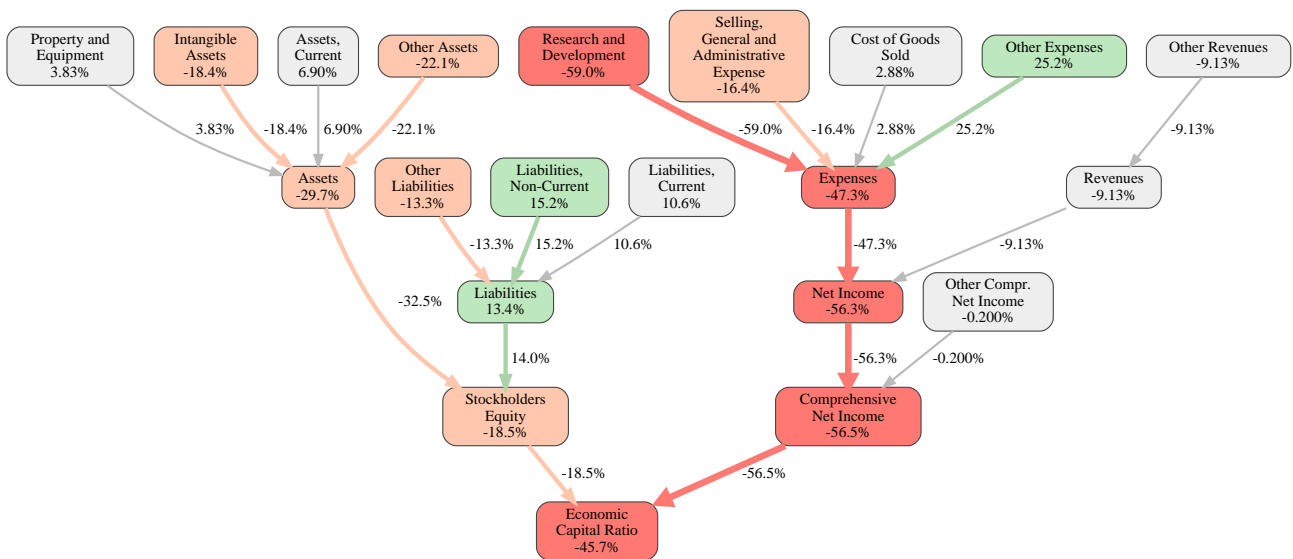 Property and
Equipment
3.83%
Intangible
Assets
-18.4%
Assets,
Current
6.90%
Other Assets
-22.1%
Research and
Development
-59.0%
Selling,
General and
Administrative
Expense
-16.4%
Cost of Goods
Sold
2.88%
Other Expenses
25.2%
Other Revenues
-9.13%
3.83%
-18.4%
6.90%
-22.1%
-59.0%
-16.4%
2.88%
25.2%
-9.13%
Assets
-29.7%
Other
Liabilities
-13.3%
Liabilities,
Non-Current
15.2%
Liabilities,
Current
10.6%
Expenses
-47.3%
Revenues
-9.13%
-13.3%
15.2%
10.6%
-47.3%
-9.13%
-32.5%
Liabilities
13.4%
Net Income
-56.3%
Other Compr.
Net Income
-0.200%
14.0%
-56.3%
-0.200%
Stockholders
Equity
-18.5%
Comprehensive
Net Income
-56.5%
-18.5%
-56.5%
Economic
Capital Ratio
-45.7%